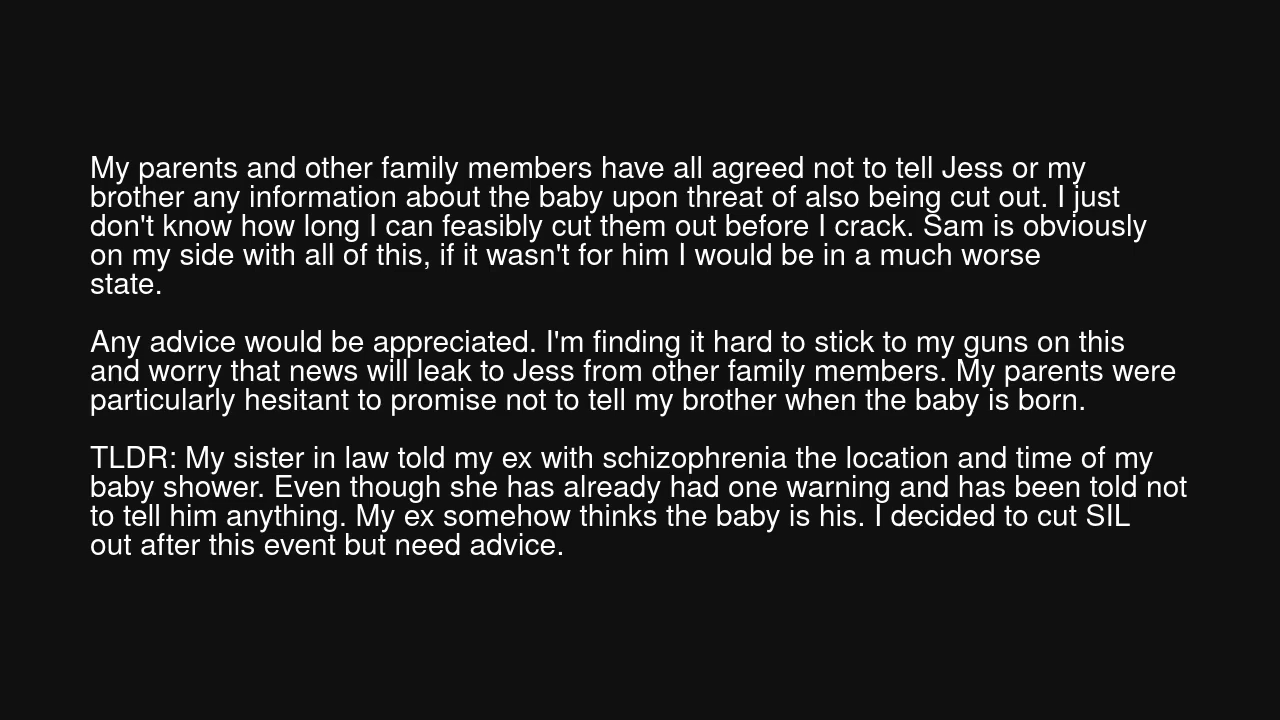 My parents and other family members have all agreed not to tell Jess or my
brother any information about the baby upon threat of also being cut out. I just
don't know how long I can feasibly cut them out before I crack. Sam is obviously
on my side with all of this, if it wasn't for him I would be in a much worse
state.
Any advice would be appreciated. I'm finding it hard to stick to my guns on this
and worry that news will leak to Jess from other family members. My parents were
particularly hesitant to promise not to tell my brother when the baby is born.
TLDR: My sister in law told my ex with schizophrenia the location and time of my
baby shower. Even though she has already had one warning and has been told not
to tell him anything. My ex somehow thinks the baby is his. I decided to cut SIL
out after this event but need advice.